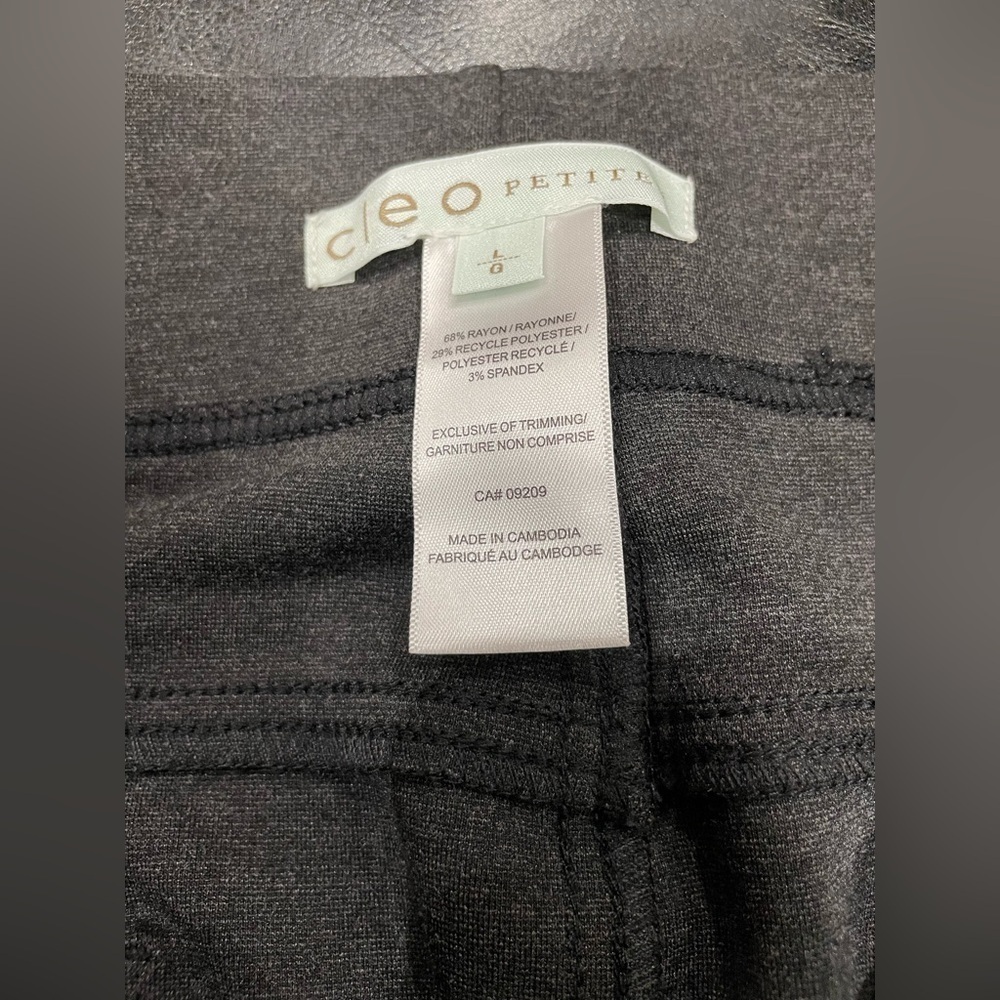 cleo PETITE
L
G
68% RAYON / RAYONNE/
29% RECYCLE POLYESTER /
POLYESTER RECYCLÉ /
3% SPANDEX
EXCLUSIVE OF TRIMMING/
GARNITURE NON COMPRISE
CA# 09209
MADE IN CAMBODIA
FABRIQUÉ AU CAMBODGE